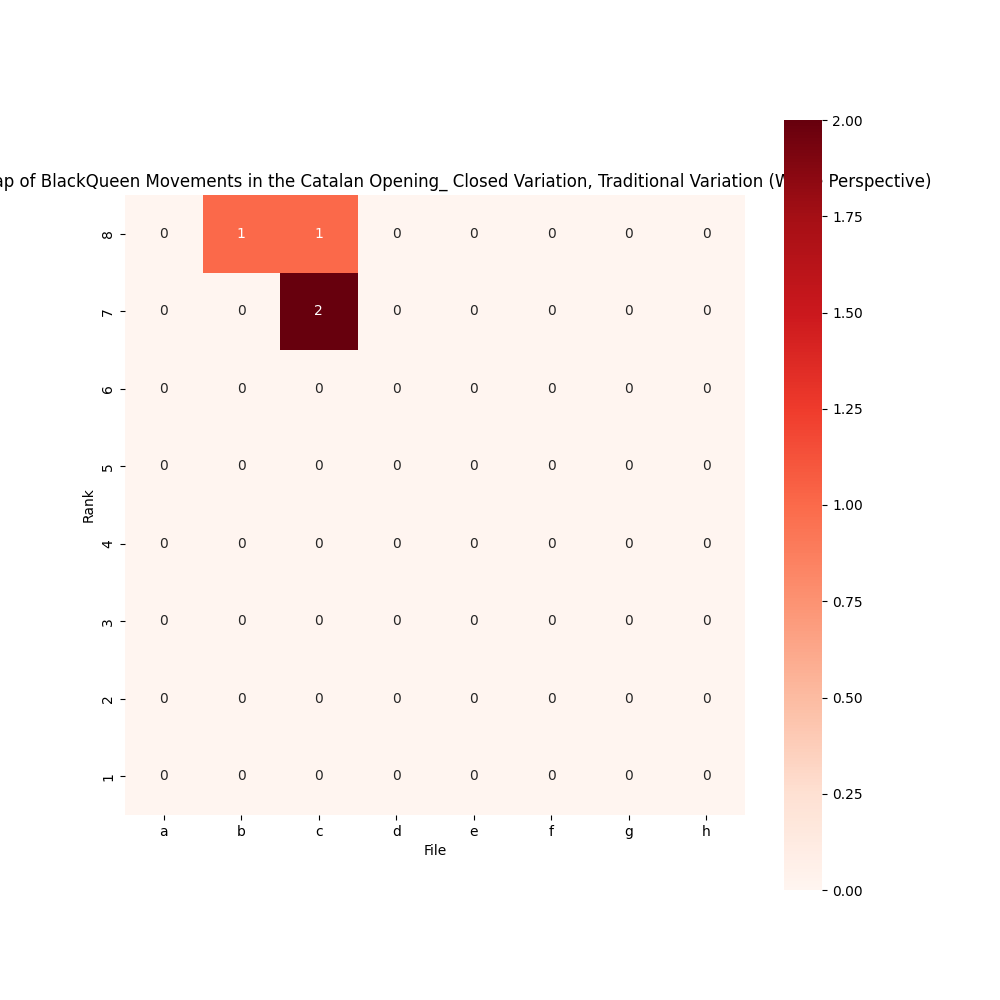 of BlackQueen Movements in the Catalan Opening_ Closed Variation, Traditional Variation ( Perspective)
2.00
1.75
1.50
1.25
1.00
0.75
0.50
0.25
0.00
8 0 1 1 0 0 0 0 0
7 0 0 2 0 0 0 0 0
6 0 0 0 0 0 0 0 0
5 0 0 0 0 0 0 0 0
4 0 0 0 0 0 0 0 0
3 0 0 0 0 0 0 0 0
2 0 0 0 0 0 0 0 0
1 0 0 0 0 0 0 0 0
Rank
a b c d e f g h
File